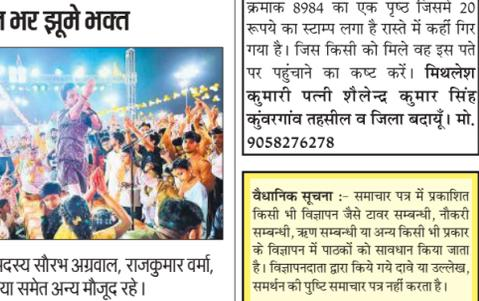 भर झूमे भक्त
सदस्य सौरभ अग्रवाल, राजकुमार वर्मा,
या समेत अन्य मौजूद रहे।
क्रमांक 8984 का एक पृष्ठ जिसमें 20
रूपये का स्टाम्प लगा है रास्ते में कहीं गिर
गया है। जिस किसी को मिले वह इस पते
पर पहुंचाने का कष्ट करें। मिथलेश
कुमारी पत्नी शैलेन्द्र कुमार सिंह
कुंवरगांव तहसील व जिला बदायूँ। मो.
9058276278
वैधानिक सूचना :- समाचार पत्र में प्रकाशित
किसी भी विज्ञापन जैसे टावर सम्बन्धी, नौकरी
सम्बन्धी, ऋण सम्बन्धी या अन्य किसी भी प्रकार
के विज्ञापन में पाठकों को सावधान किया जाता
है। विज्ञापनदाता द्वारा किये गये दावे या उल्लेख,
समर्थन की पुष्टि समाचार पत्र नहीं करता है।